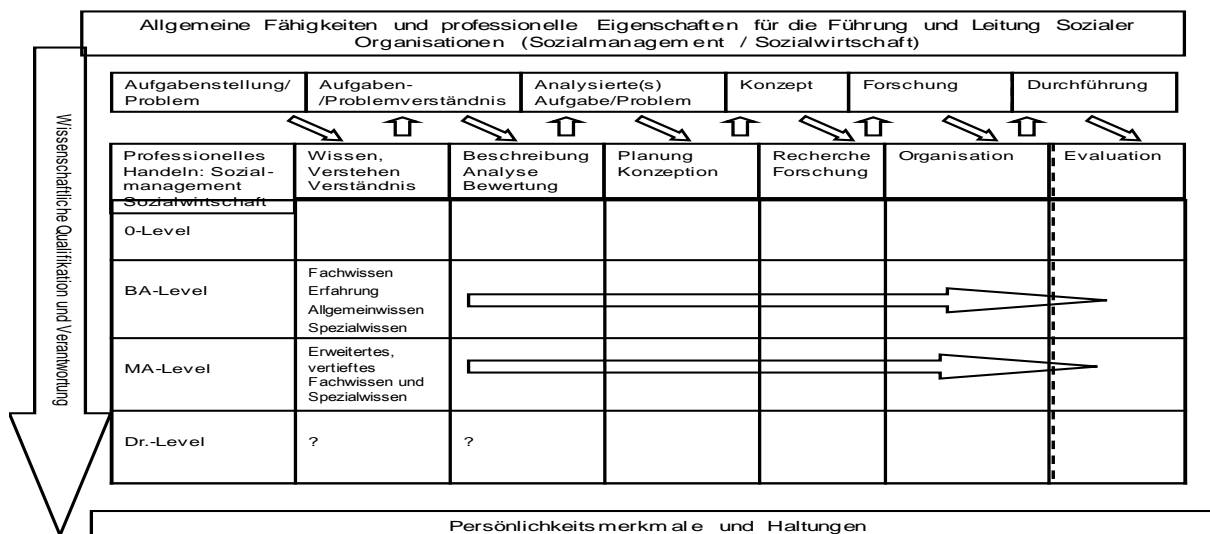 Allgemeine Fähigkeiten und professionelle Eigenschaften für die Führung und Leitung Sozialer
Organisationen (Sozialmanagement / Sozialwirtschaft)
Wissenschaftliche Qualifikation und Verantwortung
Aufgabenstellung/
Problem
Aufgaben-
/Problemverständnis
Analysierte(s)
Aufgabe/Problem
Konzept
Forschung
Durchführung
Professionelles
Handeln: Sozial-
management
Sozialwirtschaft
Wissen,
Verstehen
Verständnis
Beschreibung
Analyse
Bewertung
Planung
Konzeption
Recherche
Forschung
Organisation
Evaluation
0-Level
BA-Level
Fachwissen
Erfahrung
Allgemeinwissen
Spezialwissen
MA-Level
Erweitertes,
vertieftes
Fachwissen und
Spezialwissen
Dr.-Level
?
?
Persönlichkeitsmerkmale und Haltungen